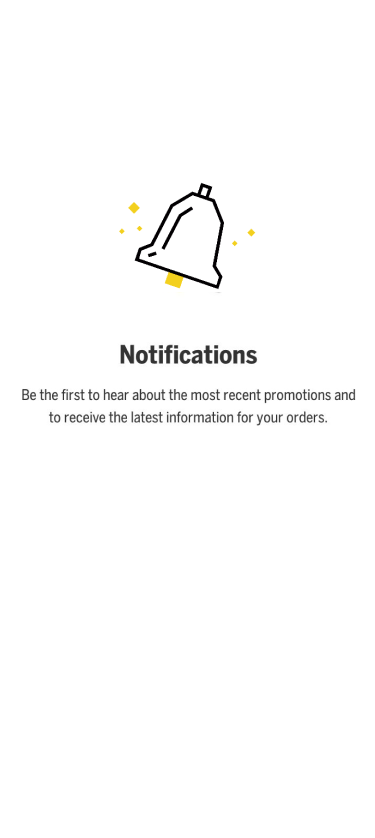 Notifications
Be the first to hear about the most recent promotions and
to receive the latest information for your orders.